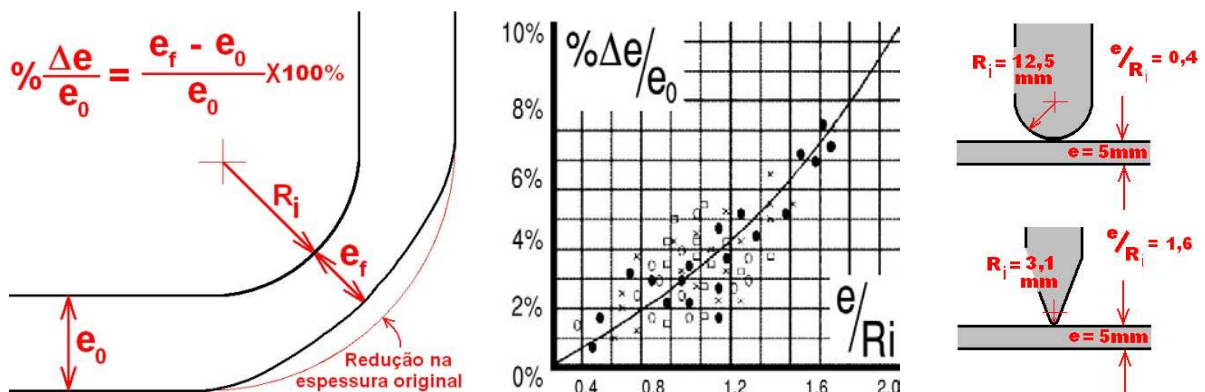 %Δe/e₀ = (e_f - e₀)/e₀ X100%
R_i
e_f
e₀
Redução na
espessura original
10%
8%
6%
4%
2%
0%
%Δe/e₀
e/Ri
0.4 0.8 1.2 1.6 2.0
R_i = 12,5
mm
e/R_i = 0,4
e = 5mm
R_i = 3,1
mm
e/R_i = 1,6
e = 5mm